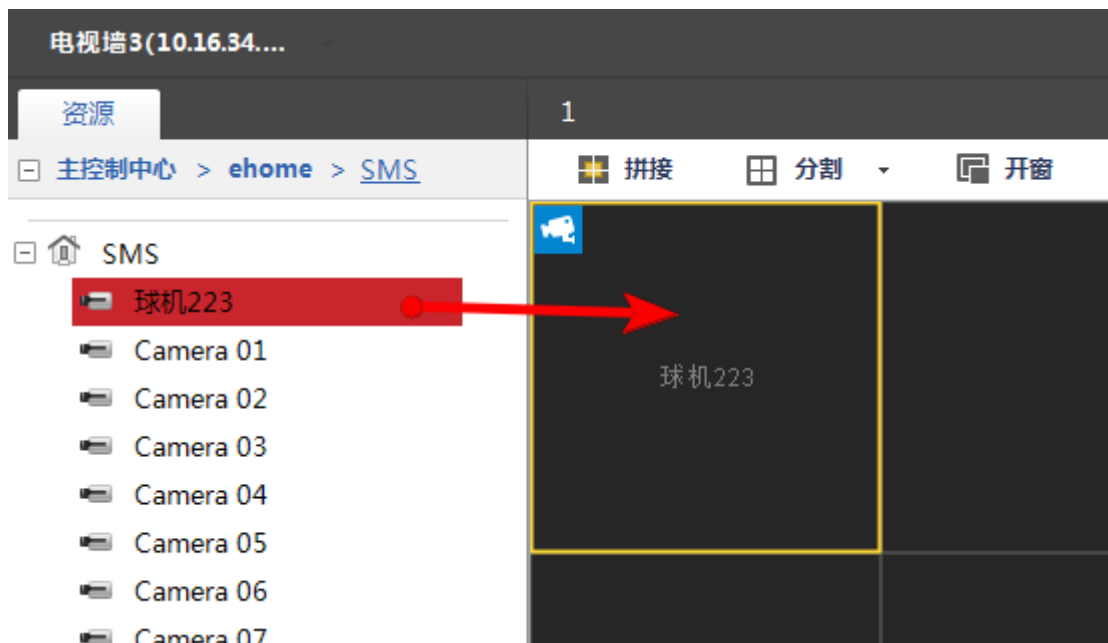 电视墙3(10.16.34....
资源
1
主控制中心 > ehome > SMS
拼接
分割
开窗
SMS
球机223
Camera 01
Camera 02
Camera 03
Camera 04
Camera 05
Camera 06
Camera 07
球机223